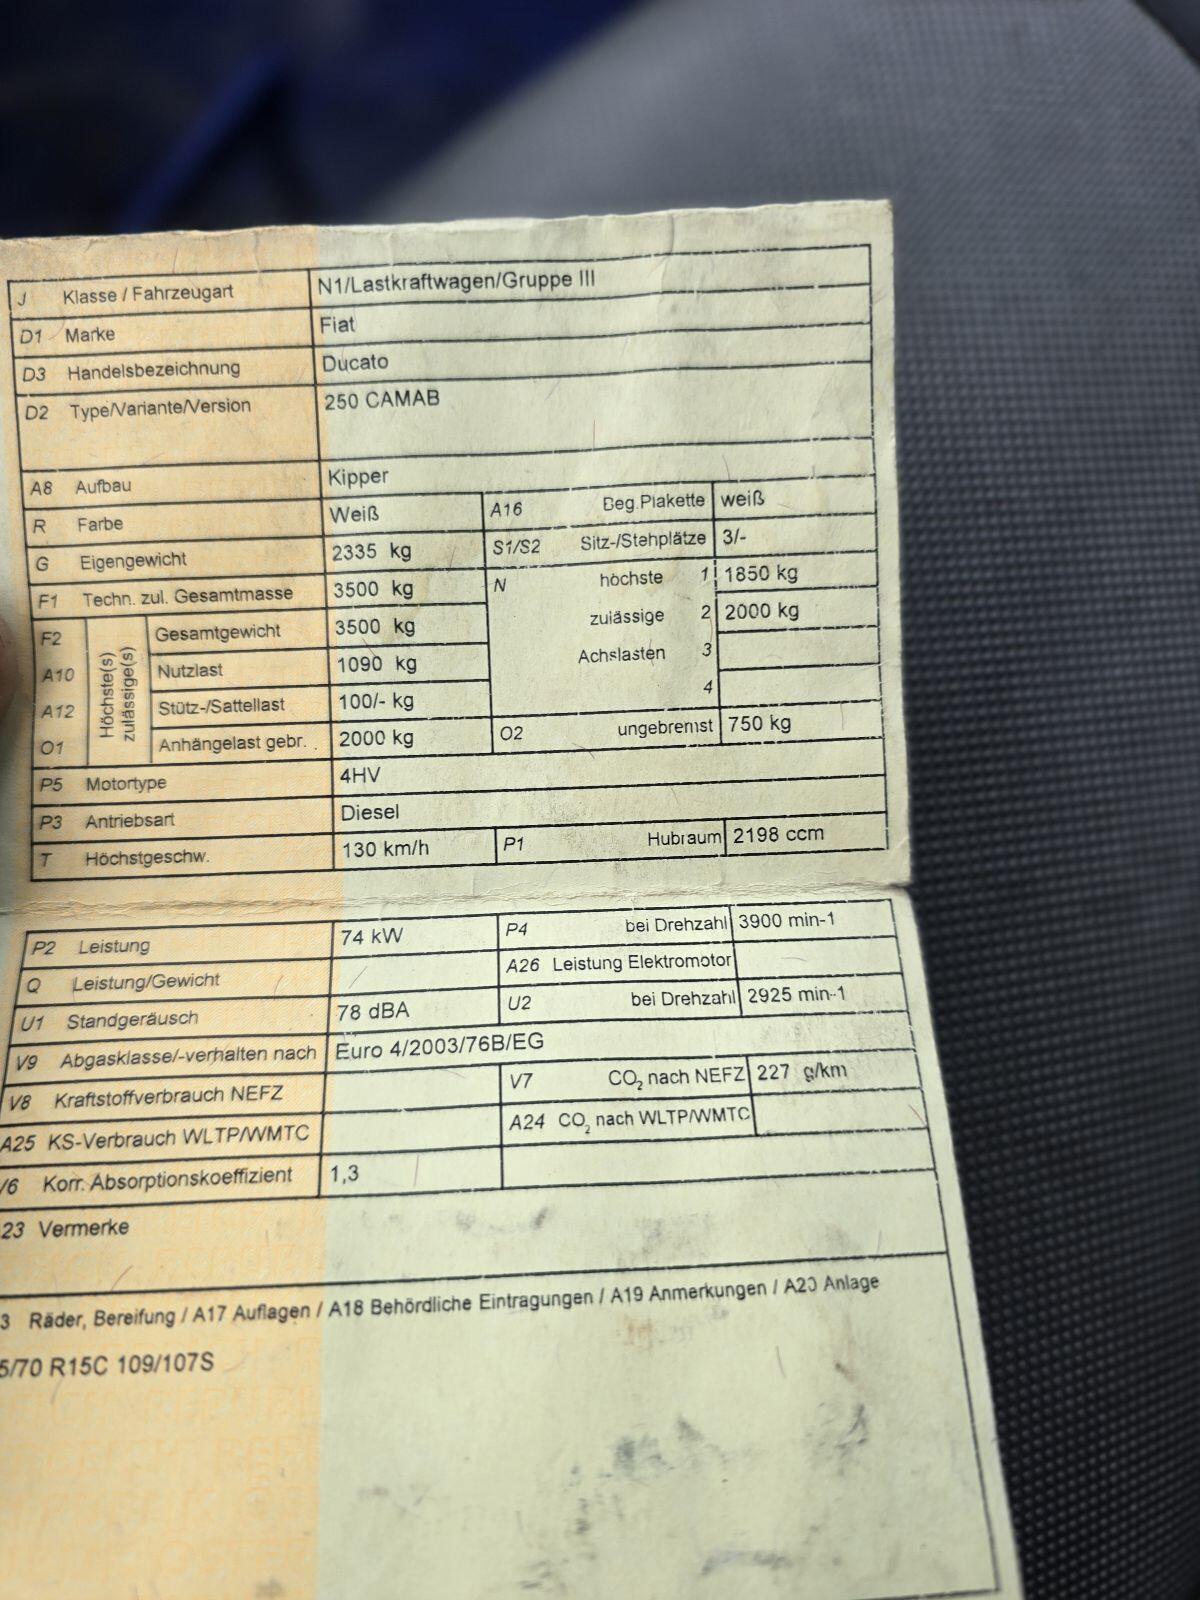 J Klasse / Fahrzeugart N1/Lastkraftwagen/Gruppe III
D1 Marke Fiat
D3 Handelsbezeichnung Ducato
D2 Type/Variante/Version 250 CAMAB
A8 Aufbau Kipper
R Farbe Weiß A16 Beg.Plakette weiß
G Eigengewicht 2335 kg S1/S2 Sitz-/Stehplätze 3/-
F1 Techn. zul. Gesamtmasse 3500 kg N höchste 1 1850 kg
F2 Höchste(s) zulässige(s) Gesamtgewicht 3500 kg zulässige 2 2000 kg
A10 Nutzlast 1090 kg Achslasten 3
A12 Stütz-/Sattellast 100/- kg 4
O1 Anhängelast gebr. 2000 kg O2 ungebremst 750 kg
P5 Motortype 4HV
P3 Antriebsart Diesel
T Höchstgeschw. 130 km/h P1 Hubraum 2198 ccm
P2 Leistung 74 kW P4 bei Drehzahl 3900 min-1
Q Leistung/Gewicht A26 Leistung Elektromotor
U1 Standgeräusch 78 dBA U2 bei Drehzahl 2925 min-1
V9 Abgasklasse/-verhalten nach Euro 4/2003/76B/EG
V8 Kraftstoffverbrauch NEFZ V7 CO2 nach NEFZ 227 g/km
A25 KS-Verbrauch WLTP/WMTC A24 CO2 nach WLTP/WMTC
V6 Korr. Absorptionskoeffizient 1,3
23 Vermerke
3 Räder, Bereifung / A17 Auflagen / A18 Behördliche Eintragungen / A19 Anmerkungen / A20 Anlage
5/70 R15C 109/107S